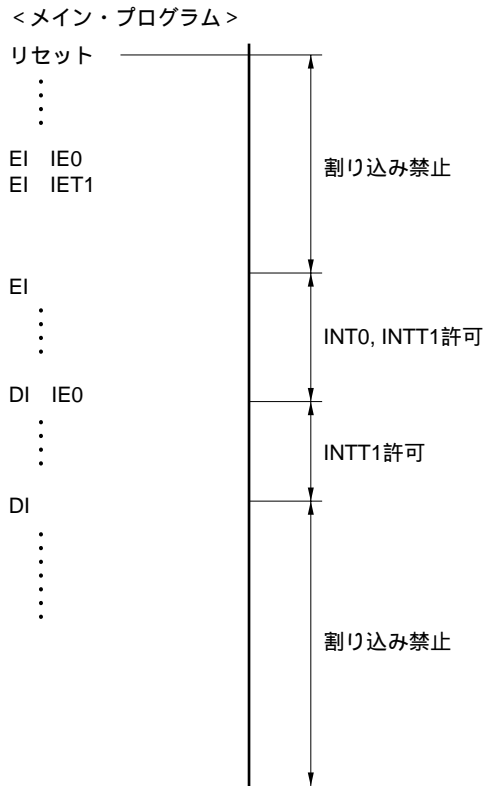 <メイン・プログラム>
リセット
EI IE0
EI IET1
割り込み禁止
EI
INT0, INTT1許可
DI IE0
INTT1許可
DI
割り込み禁止